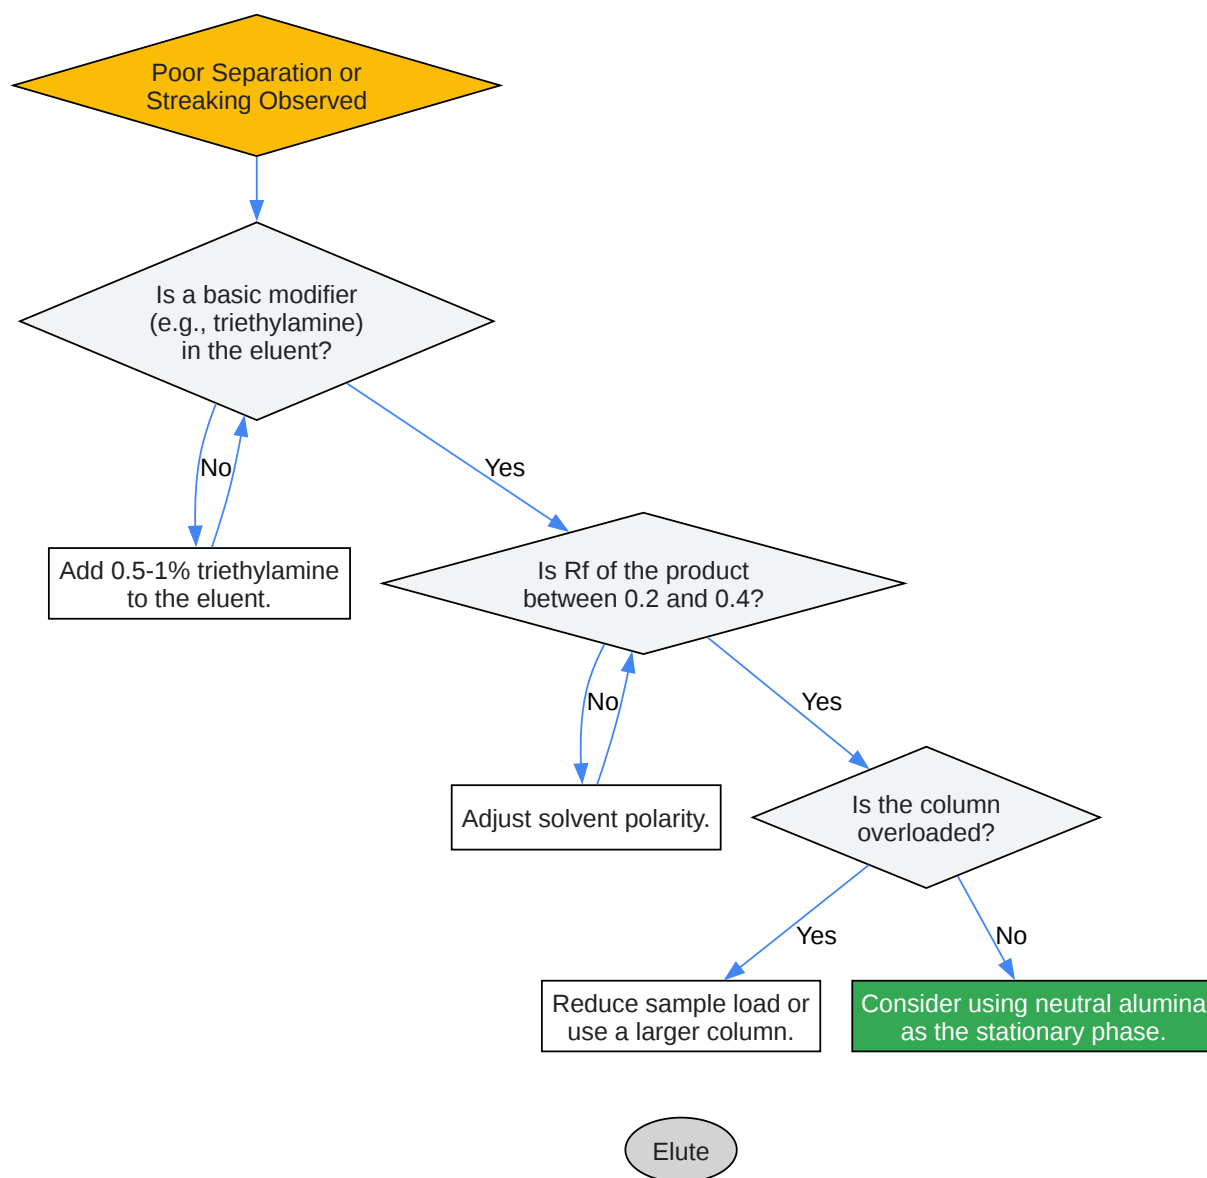 Poor Separation or
Streaking Observed
Is a basic modifier
(e.g., triethylamine)
in the eluent?
No
Yes
Add 0.5-1% triethylamine
to the eluent.
Is Rf of the product
between 0.2 and 0.4?
No
Yes
Adjust solvent polarity.
Is the column
overloaded?
Yes
No
Reduce sample load or
use a larger column.
Consider using neutral alumina
as the stationary phase.
Elute